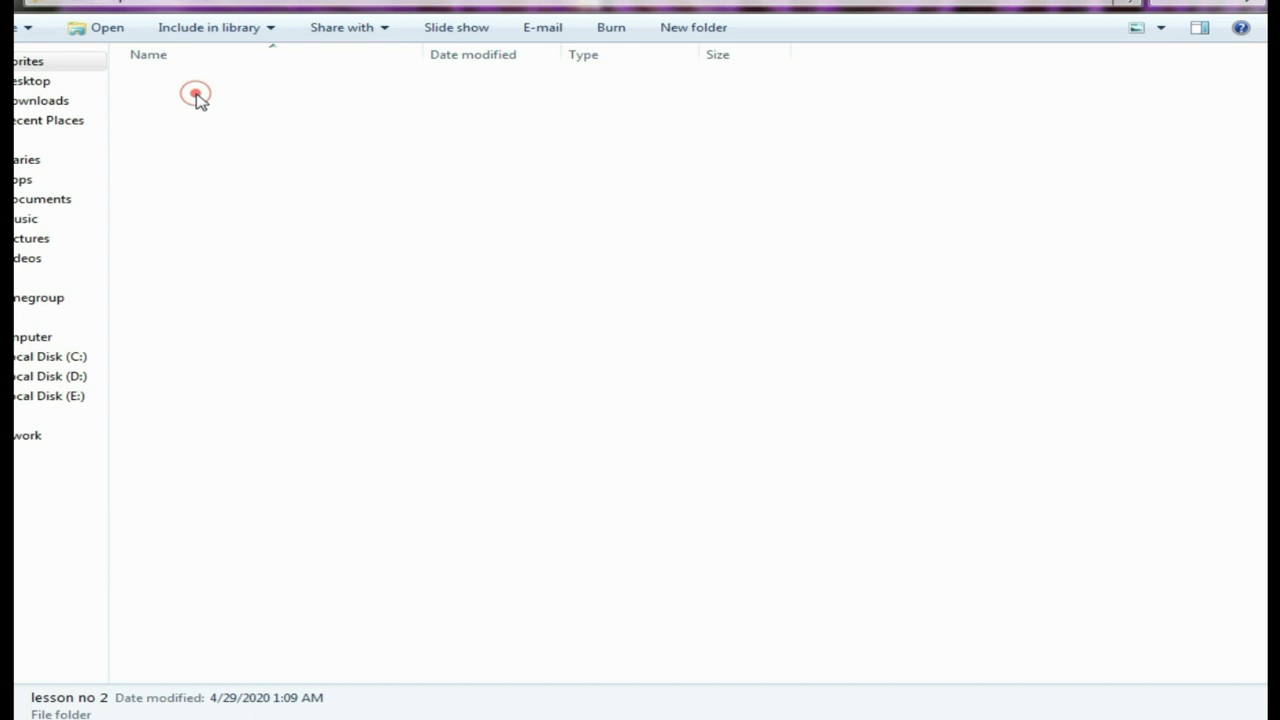 Open Include in library Share with Slide show E-mail Burn New folder
Name Date modified Type Size
orites
esktop
ownloads
ecent Places
aries
ops
ocuments
usic
ctures
deos
megroup
nputer
ocal Disk (C:)
ocal Disk (D:)
ocal Disk (E:)
work
lesson no 2 Date modified: 4/29/2020 1:09 AM
File folder